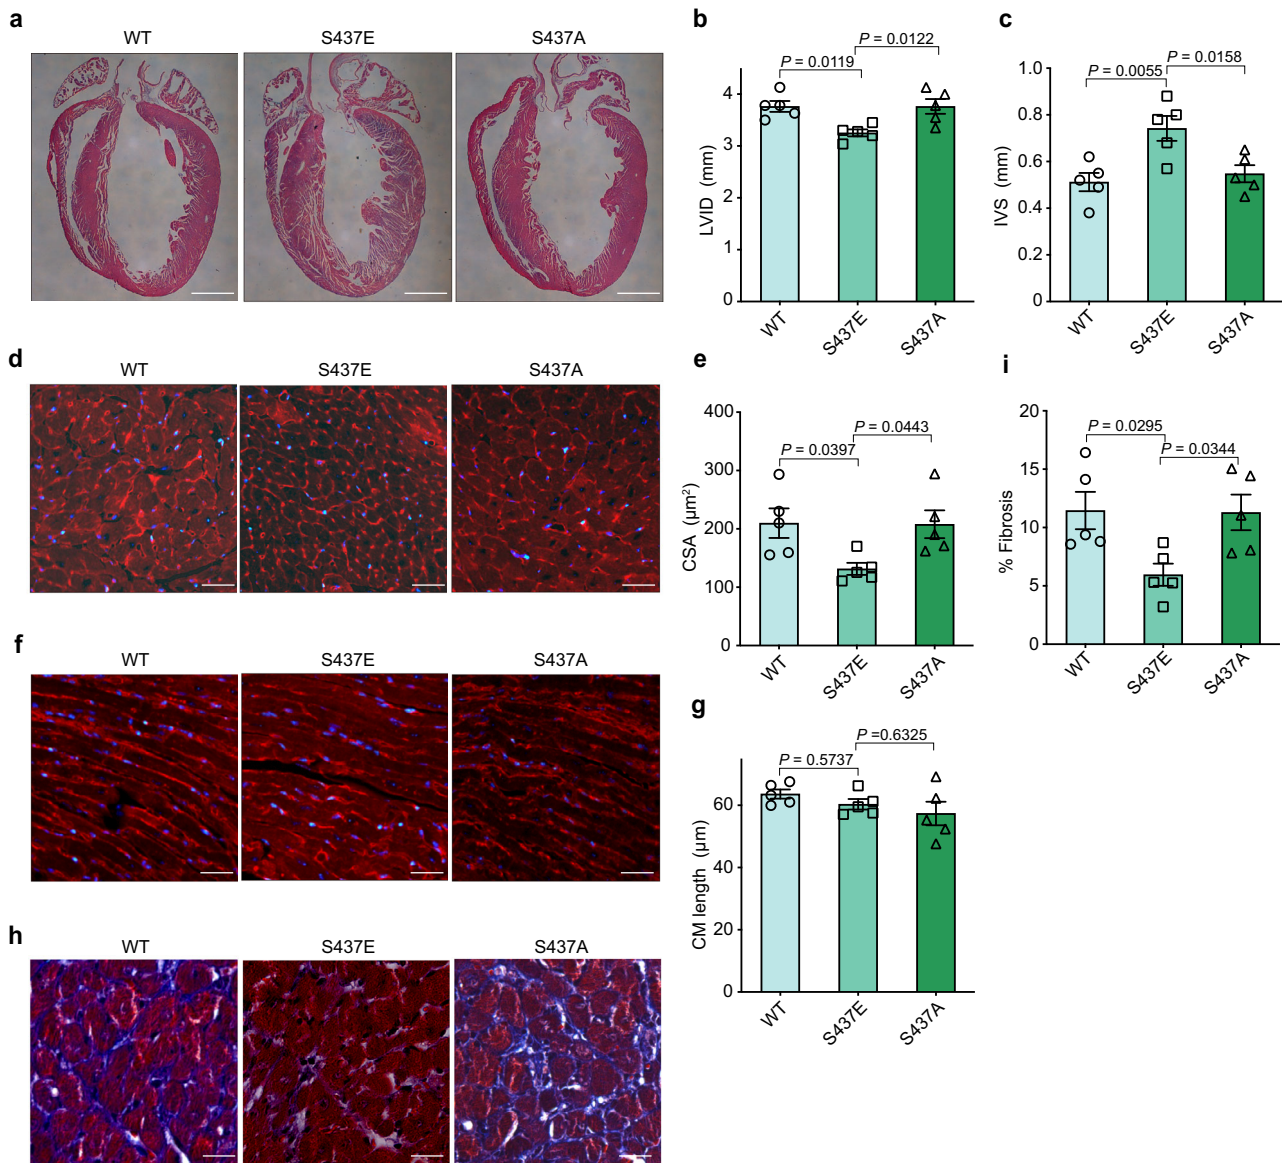 a
WT
S437E
S437A
b
P = 0.0122
P = 0.0119
LVID (mm)
4
3
2
1
0
WT
S437E
S437A
c
P = 0.0158
P = 0.0055
IVS (mm)
1.0
0.8
0.6
0.4
0.2
0
WT
S437E
S437A
d
WT
S437E
S437A
e
P = 0.0443
P = 0.0397
CSA (µm²)
400
300
200
100
0
WT
S437E
S437A
i
P = 0.0295
P = 0.0344
% Fibrosis
20
15
10
5
0
WT
S437E
S437A
f
WT
S437E
S437A
g
P =0.6325
P = 0.5737
CM length (µm)
60
40
20
0
WT
S437E
S437A
h
WT
S437E
S437A